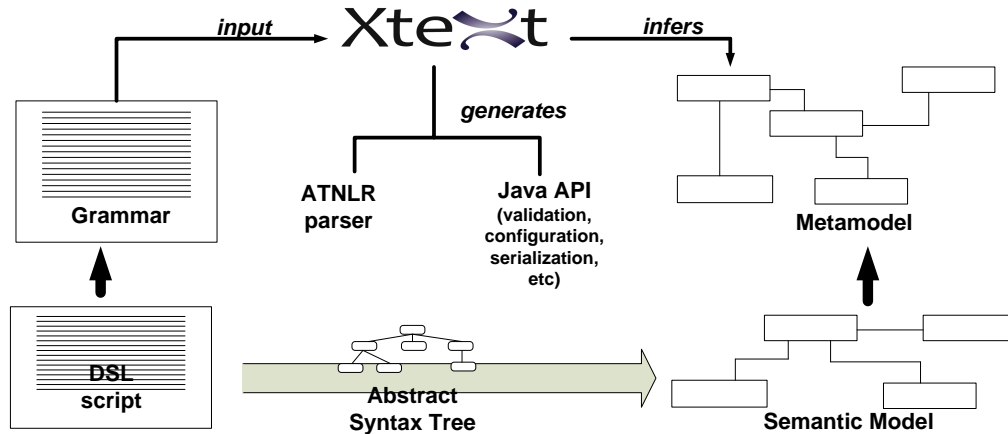 input
Xtext
infers
generates
ATNLR
parser
Java API
(validation,
configuration,
serialization,
etc)
Grammar
Metamodel
DSL
script
Abstract
Syntax Tree
Semantic Model